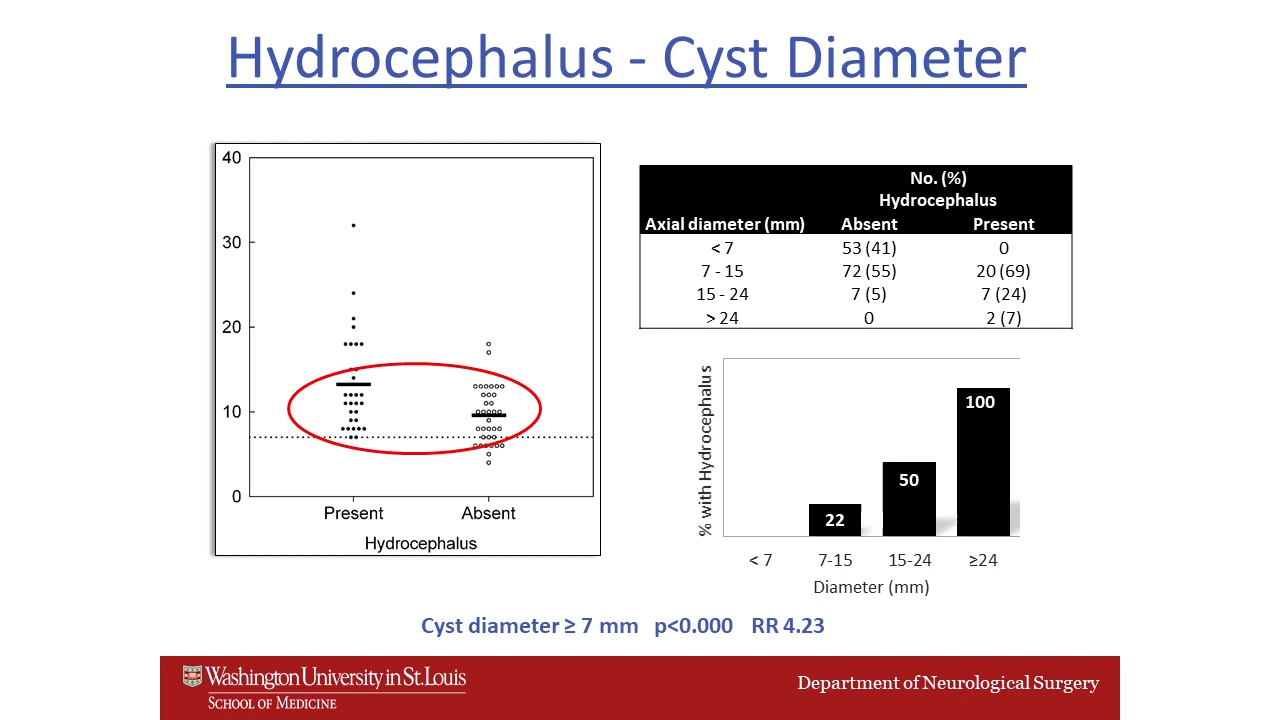 Hydrocephalus - Cyst Diameter
40
30
20
10
0
Present Absent
Hydrocephalus
No. (%)
Hydrocephalus
Axial diameter (mm) Absent Present
< 7 53 (41) 0
7 - 15 72 (55) 20 (69)
15 - 24 7 (5) 7 (24)
> 24 0 2 (7)
% with Hydrocephalus
100
50
22
< 7 7-15 15-24 ≥24
Diameter (mm)
Cyst diameter ≥ 7 mm p<0.000 RR 4.23
Washington University in St. Louis
SCHOOL OF MEDICINE
Department of Neurological Surgery